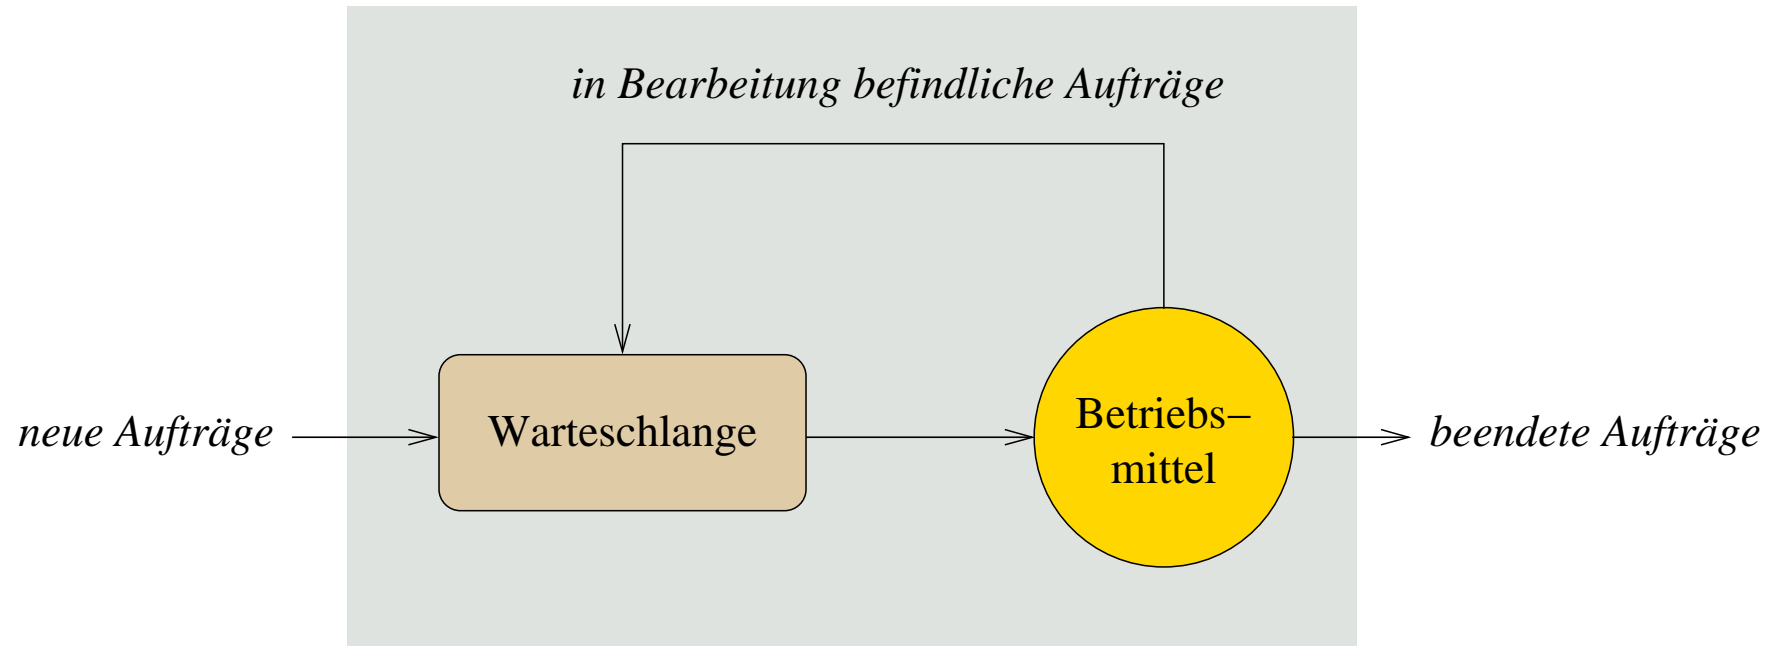 in Bearbeitung befindliche Aufträge
neue Aufträge
Warteschlange
Betriebs–
mittel
beendete Aufträge